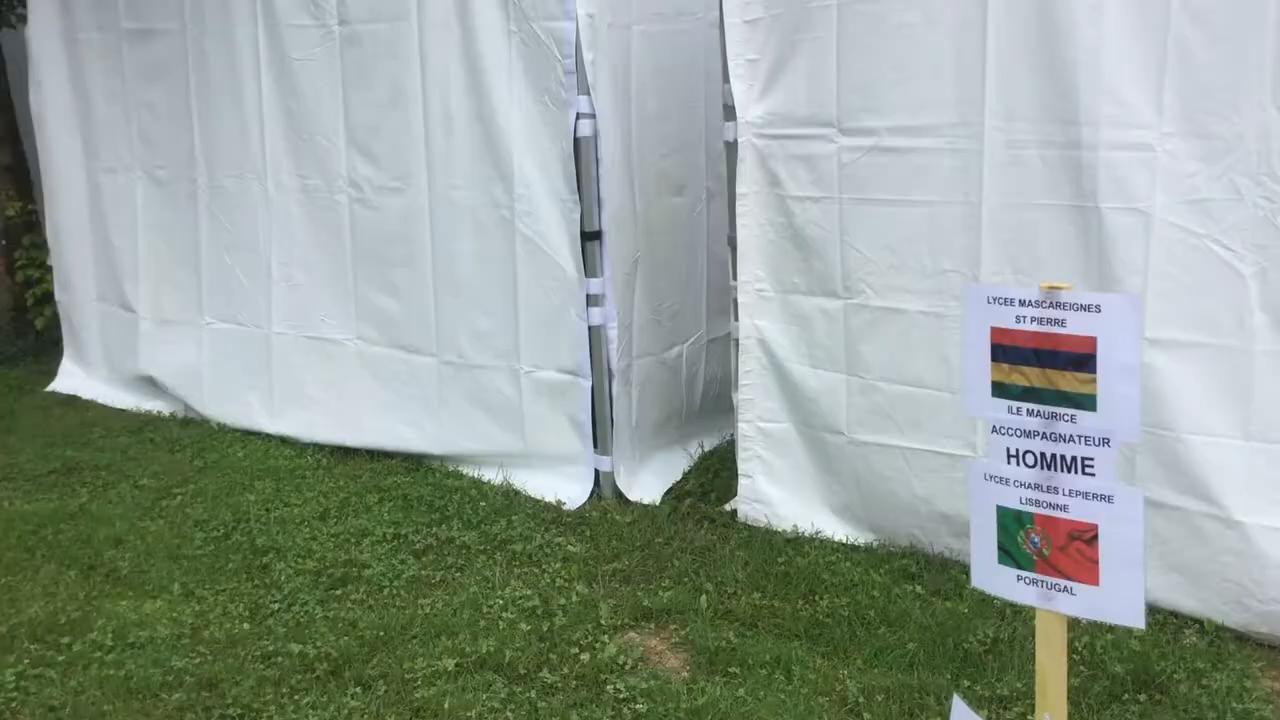 LYCEE MASCAREIGNES
ST PIERRE
ILE MAURICE
ACCOMPAGNATEUR
HOMME
LYCEE CHARLES LEPIERRE
LISBONNE
PORTUGAL